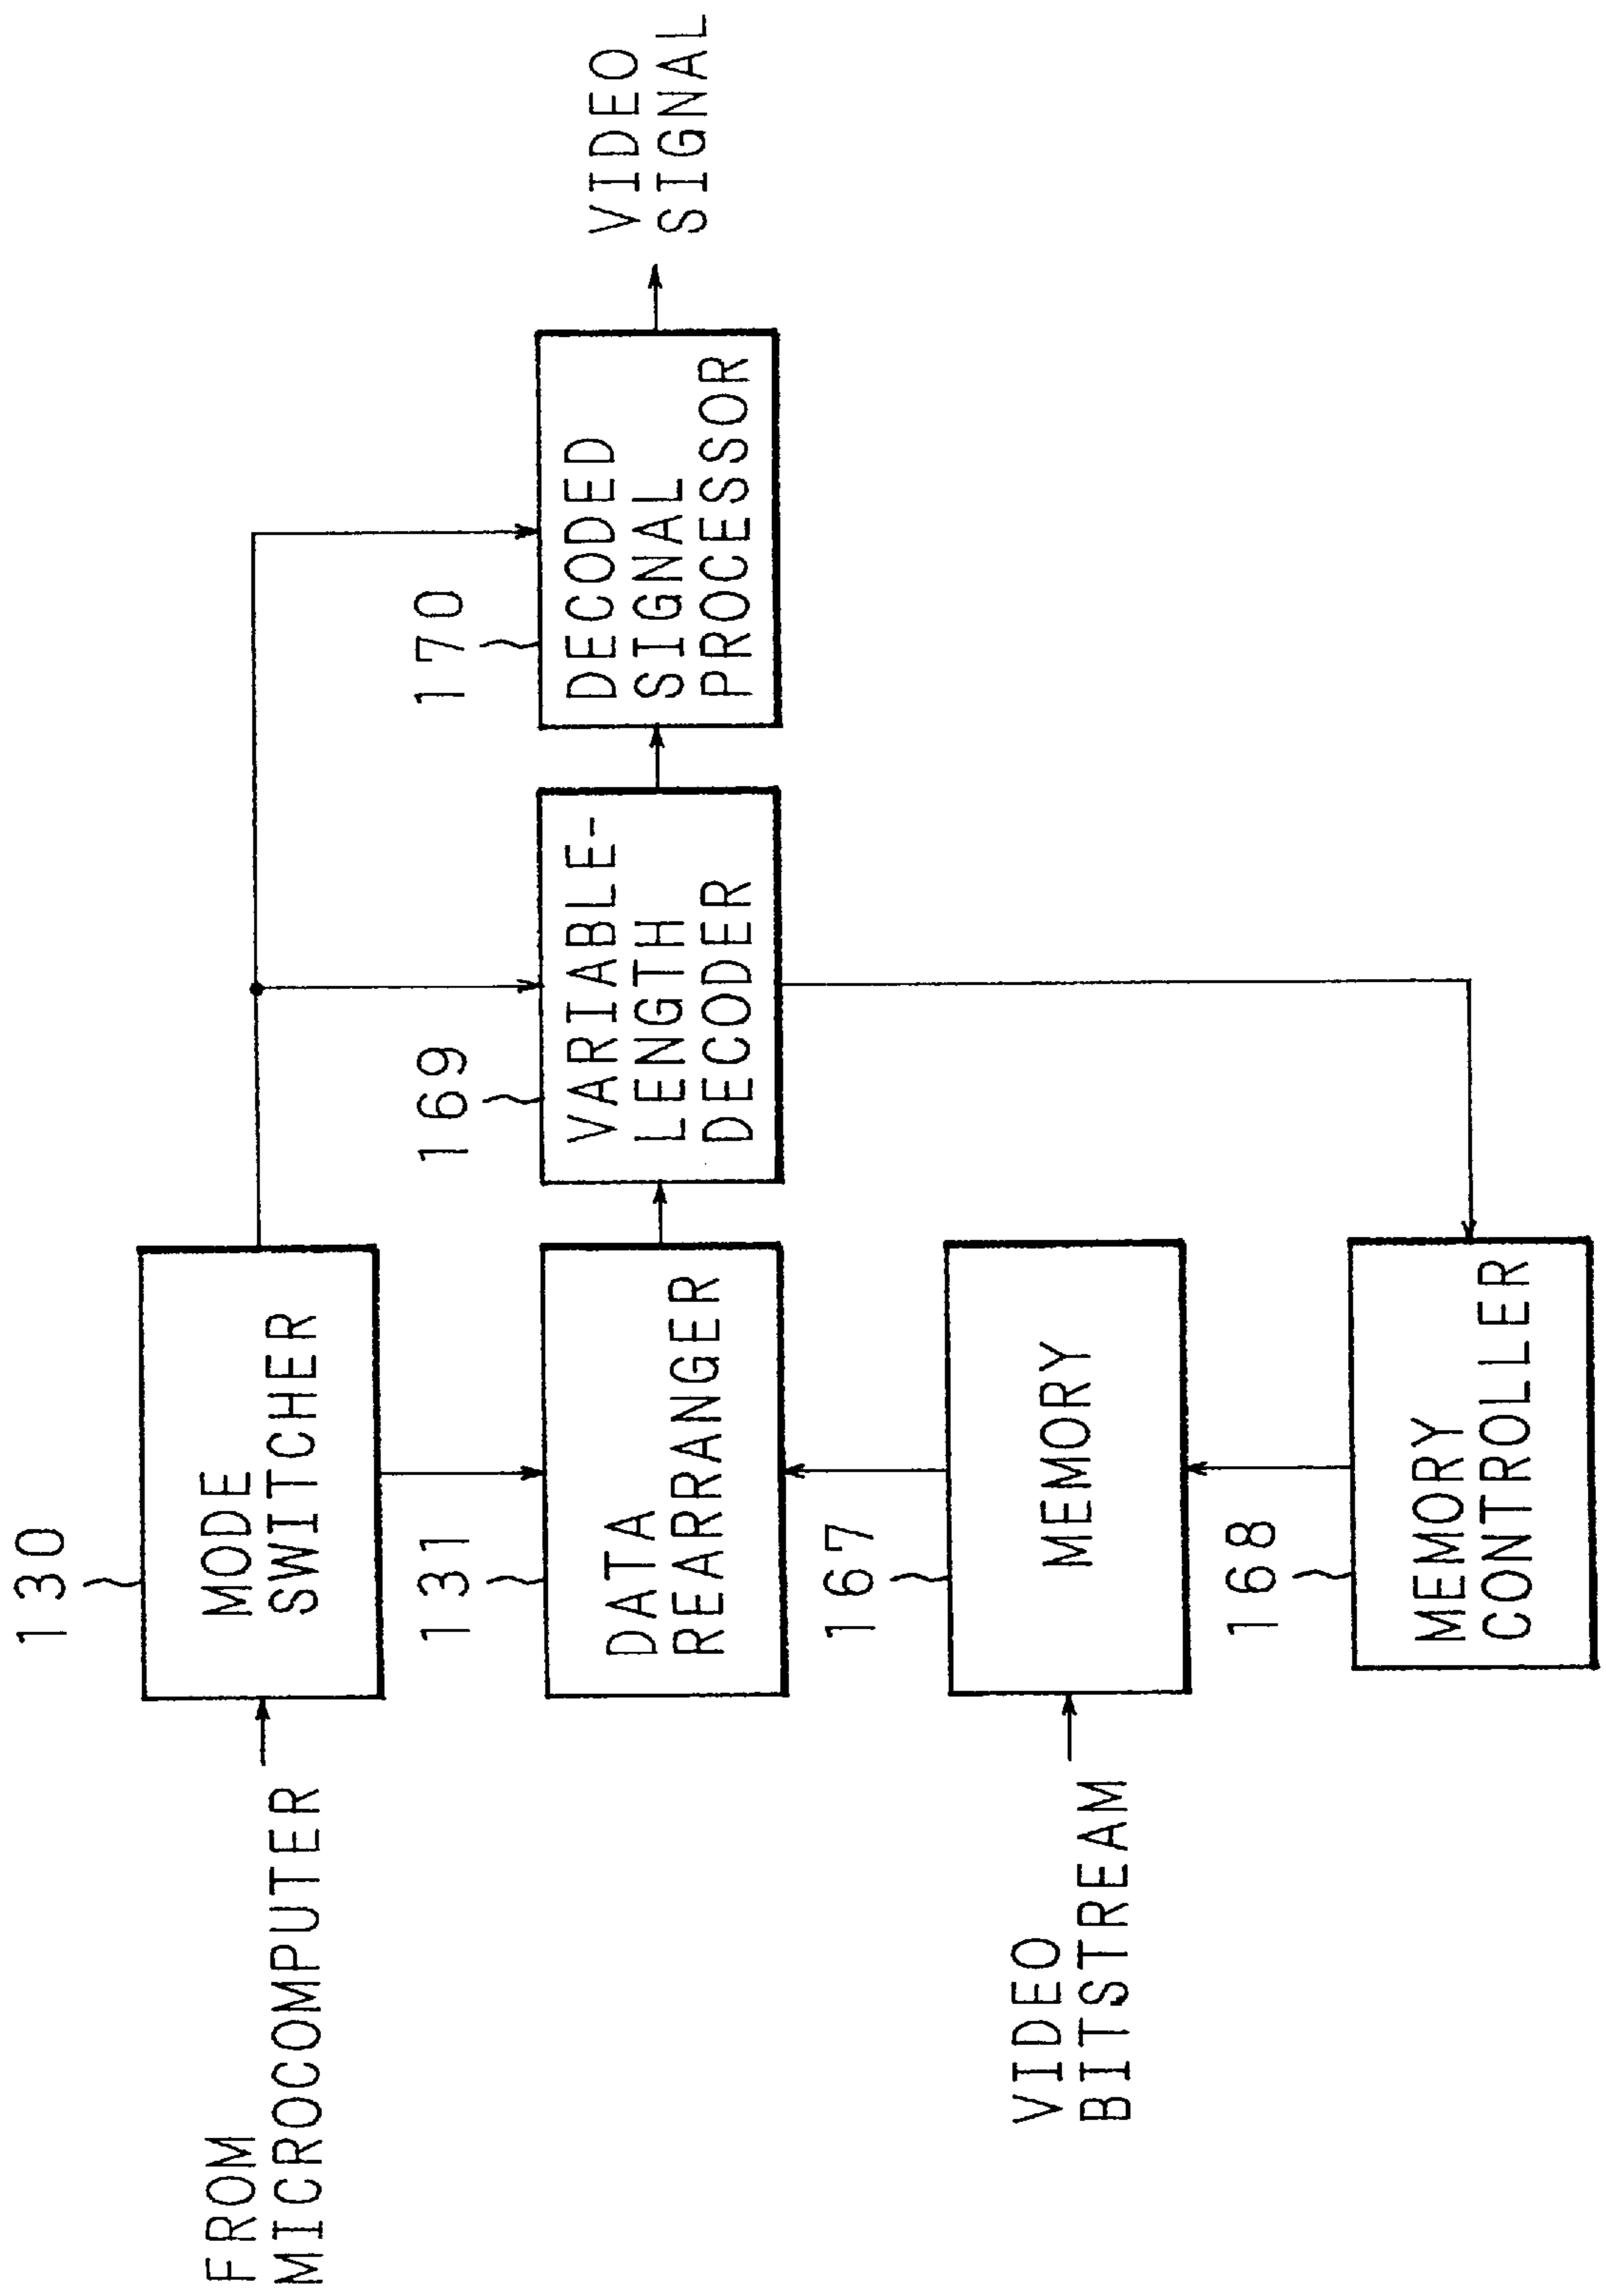 130
FROM
MICROCOMPUTER
MODE
SWITCHER
131
169
170
DATA
REARRANGER
VARIABLE-
LENGTH
DECODER
DECODED
SIGNAL
PROCESSOR
VIDEO
SIGNAL
167
VIDEO
BITSTREAM
MEMORY
168
MEMORY
CONTROLLER